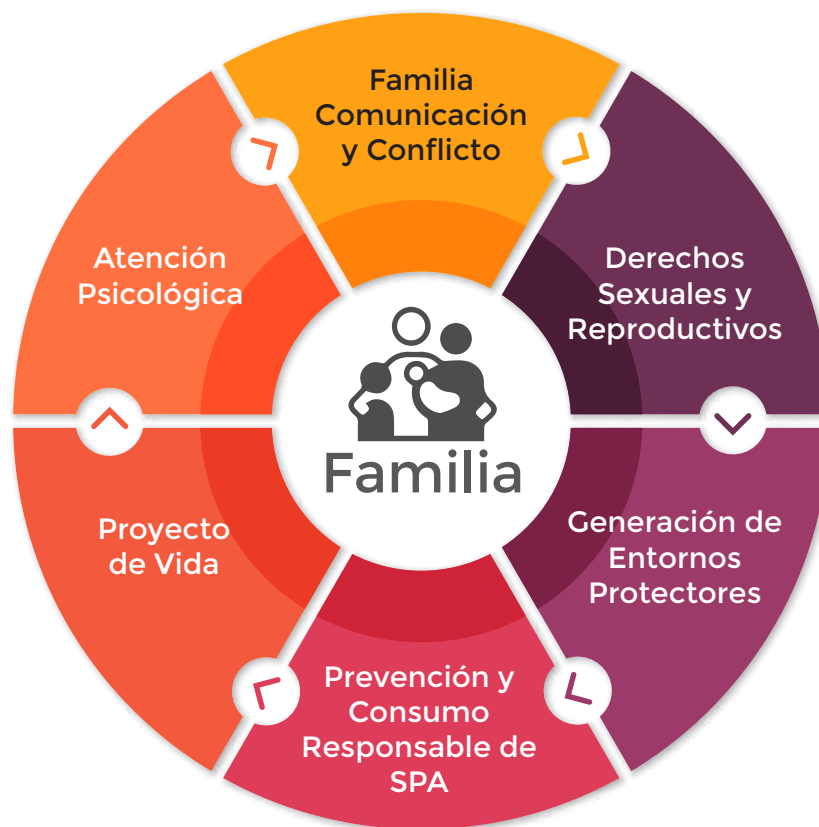 Familia
Comunicación
y Conflicto
Derechos
Sexuales y
Reproductivos
Generación de
Entornos
Protectores
Prevención y
Consumo
Responsable de
SPA
Proyecto
de Vida
Atención
Psicológica
Familia